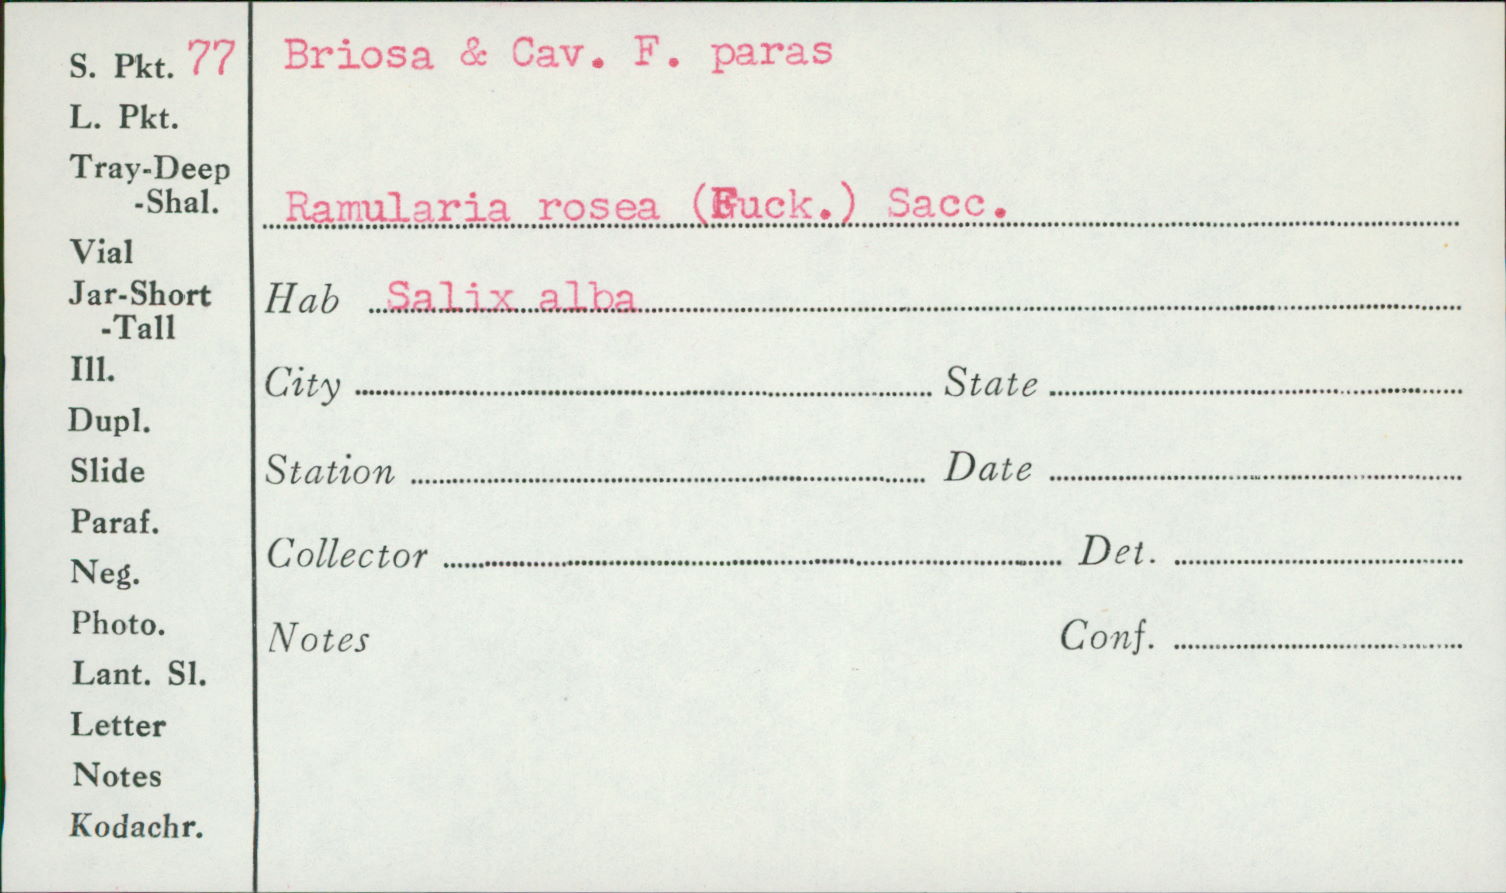 S. Pkt. 77
L. Pkt.
Tray-Deep
-Shal.
Vial
Jar-Short
-Tall
Ill.
Dupl.
Slide
Paraf.
Neg.
Photo.
Lant. Sl.
Letter
Notes
Kodachr.
Briosa & Cav. F. paras
Ramularia rosea (Fuck.) Sacc.
Hab Salix alba
City State
Station Date
Collector Det.
Notes Conf.